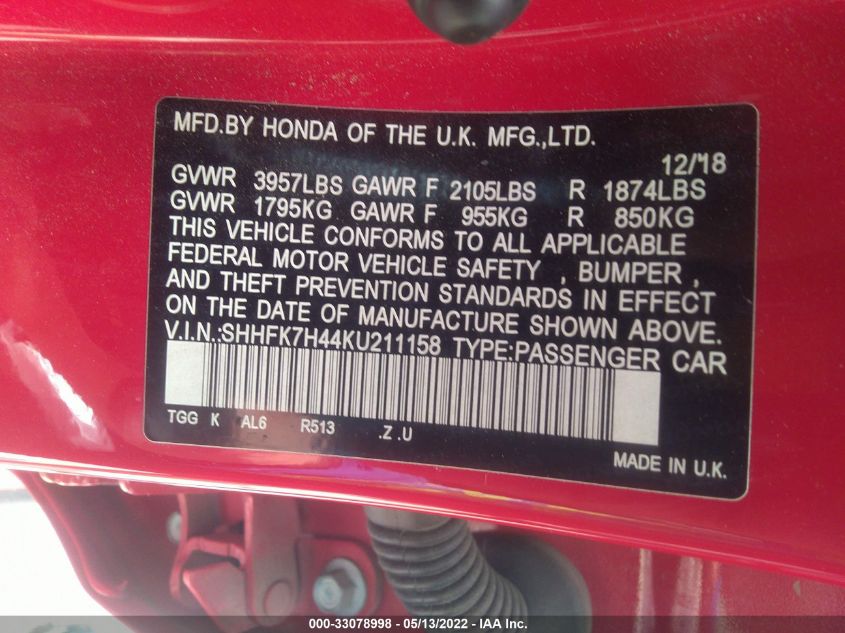 MFD.BY HONDA OF THE U.K. MFG.,LTD.
12/18
GVWR 3957LBS GAWR F 2105LBS R 1874LBS
GVWR 1795KG GAWR F 955KG R 850KG
THIS VEHICLE CONFORMS TO ALL APPLICABLE
FEDERAL MOTOR VEHICLE SAFETY , BUMPER ,
AND THEFT PREVENTION STANDARDS IN EFFECT
ON THE DATE OF MANUFACTURE SHOWN ABOVE.
V.I.N.:SHHFK7H44KU211158 TYPE:PASSENGER CAR
TGG K AL6 R513 .Z .U
MADE IN U.K.
000-33078998 - 05/13/2022 - IAA Inc.